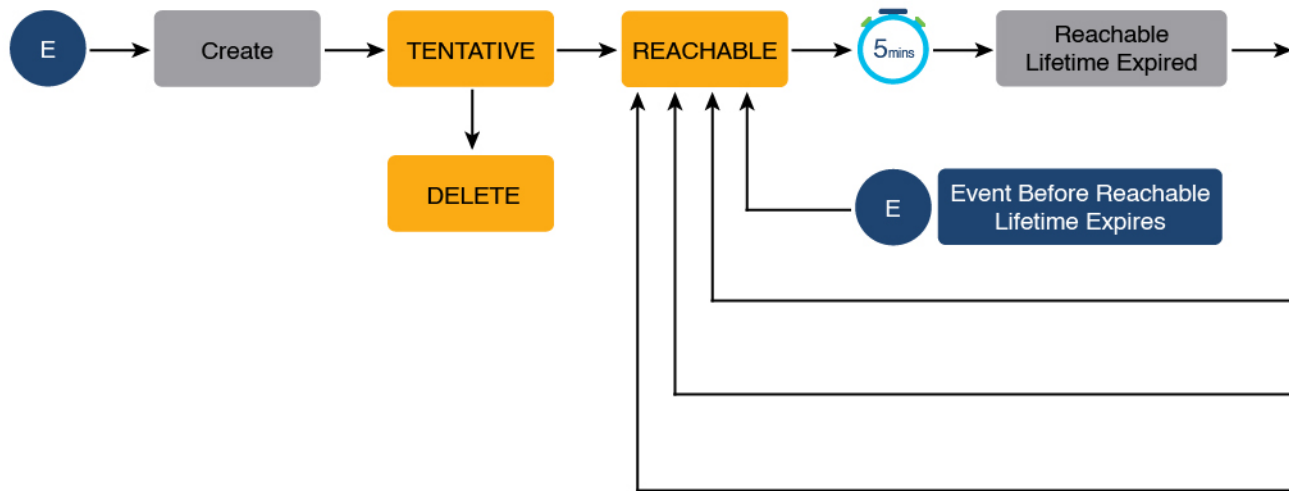 E
Create
TENTATIVE
REACHABLE
5mins
Reachable
Lifetime Expired
DELETE
E
Event Before Reachable
Lifetime Expires